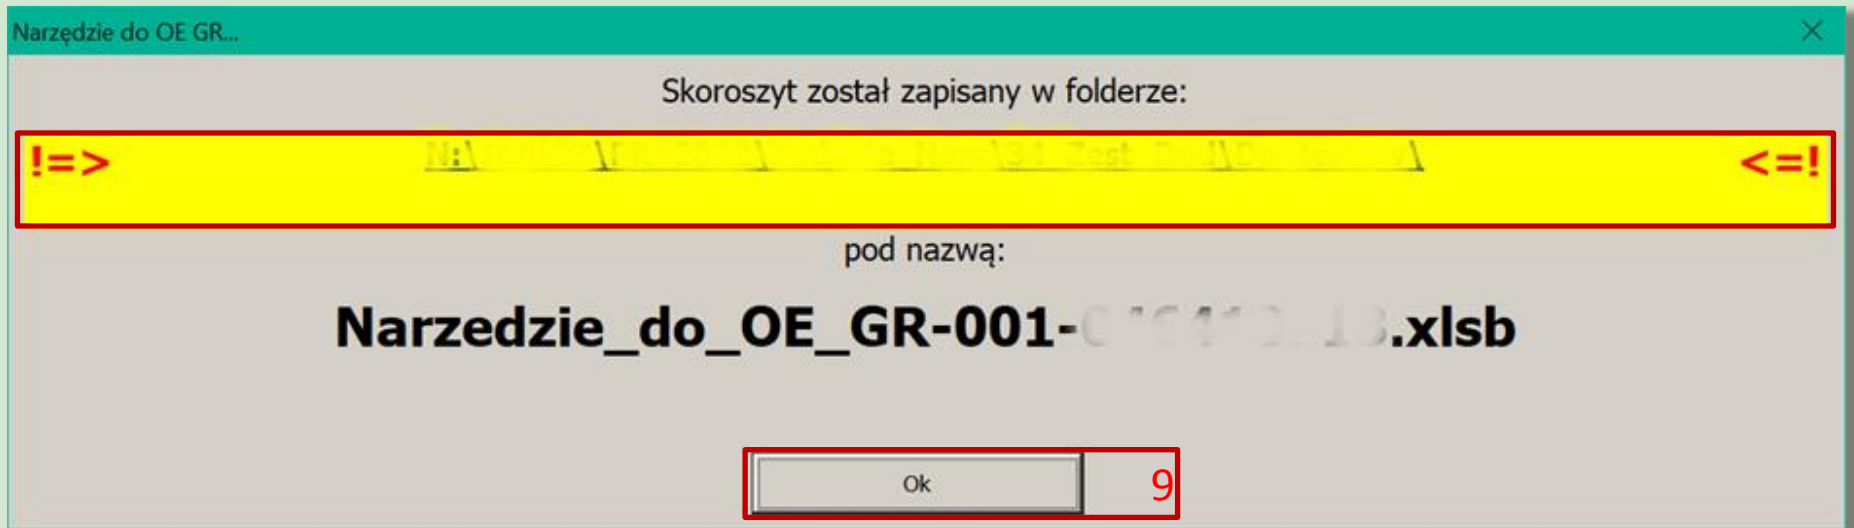 Narzędzie do OE GR...
Skoroszyt został zapisany w folderze:
!=> N:\ <=!
pod nazwą:
Narzedzie_do_OE_GR-001- .xlsb
Ok 9